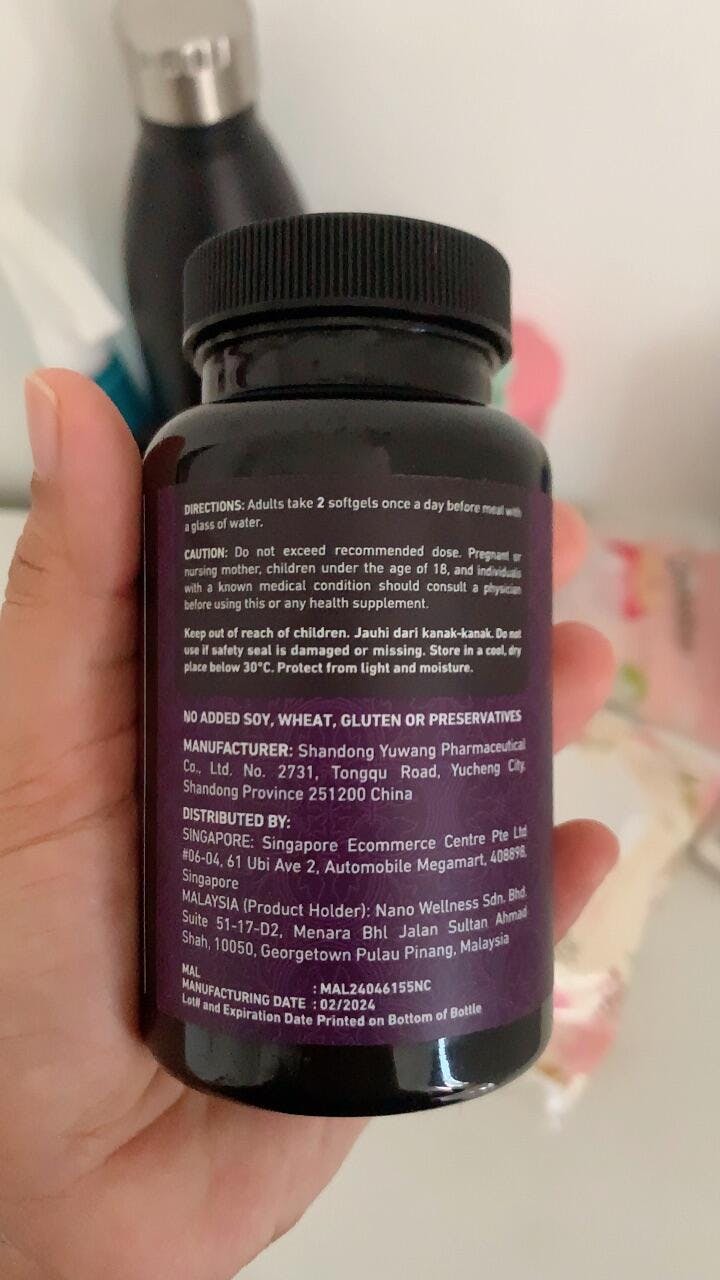 DIRECTIONS: Adults take 2 softgels once a day before meal with
a glass of water.
CAUTION: Do not exceed recommended dose. Pregnant or
nursing mother, children under the age of 18, and individuals
with a known medical condition should consult a physician
before using this or any health supplement.
Keep out of reach of children. Jauhi dari kanak-kanak. Do not
use if safety seal is damaged or missing. Store in a cool, dry
place below 30°C. Protect from light and moisture.
NO ADDED SOY, WHEAT, GLUTEN OR PRESERVATIVES
MANUFACTURER: Shandong Yuwang Pharmaceutical
Co., Ltd. No. 2731, Tongqu Road, Yucheng City,
Shandong Province 251200 China
DISTRIBUTED BY:
SINGAPORE: Singapore Ecommerce Centre Pte Ltd
#06-04, 61 Ubi Ave 2, Automobile Megamart, 408898,
Singapore
MALAYSIA (Product Holder): Nano Wellness Sdn. Bhd.
Suite 51-17-D2, Menara Bhl Jalan Sultan Ahmad
Shah, 10050, Georgetown Pulau Pinang, Malaysia
MAL : MAL24046155NC
MANUFACTURING DATE : 02/2024
Lot# and Expiration Date Printed on Bottom of Bottle